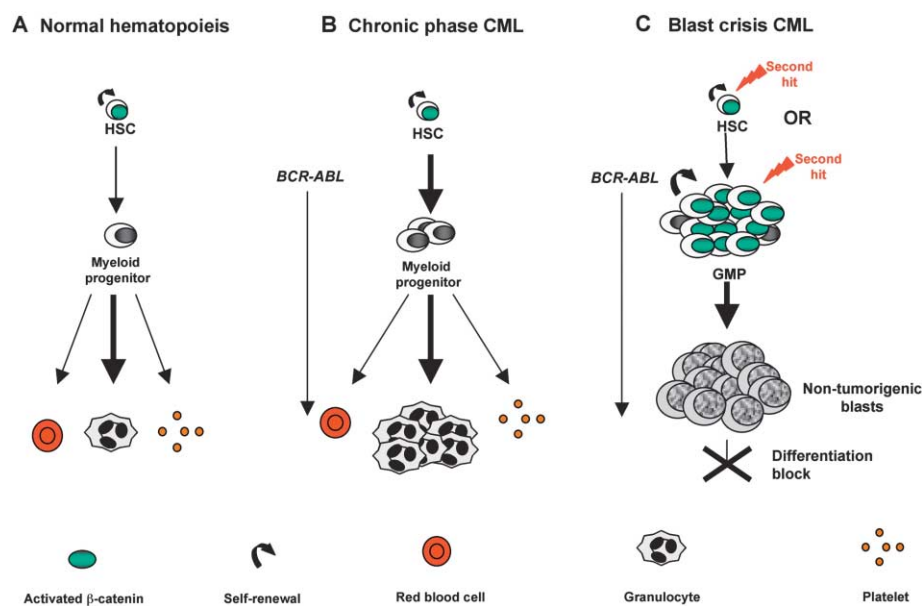 A Normal hematopoieis
B Chronic phase CML
C Blast crisis CML
HSC
Myeloid
progenitor
HSC
BCR-ABL
Myeloid
progenitor
Second
hit
HSC
OR
BCR-ABL
Second
hit
GMP
Non-tumorigenic
blasts
Differentiation
block
Activated β-catenin
Self-renewal
Red blood cell
Granulocyte
Platelet